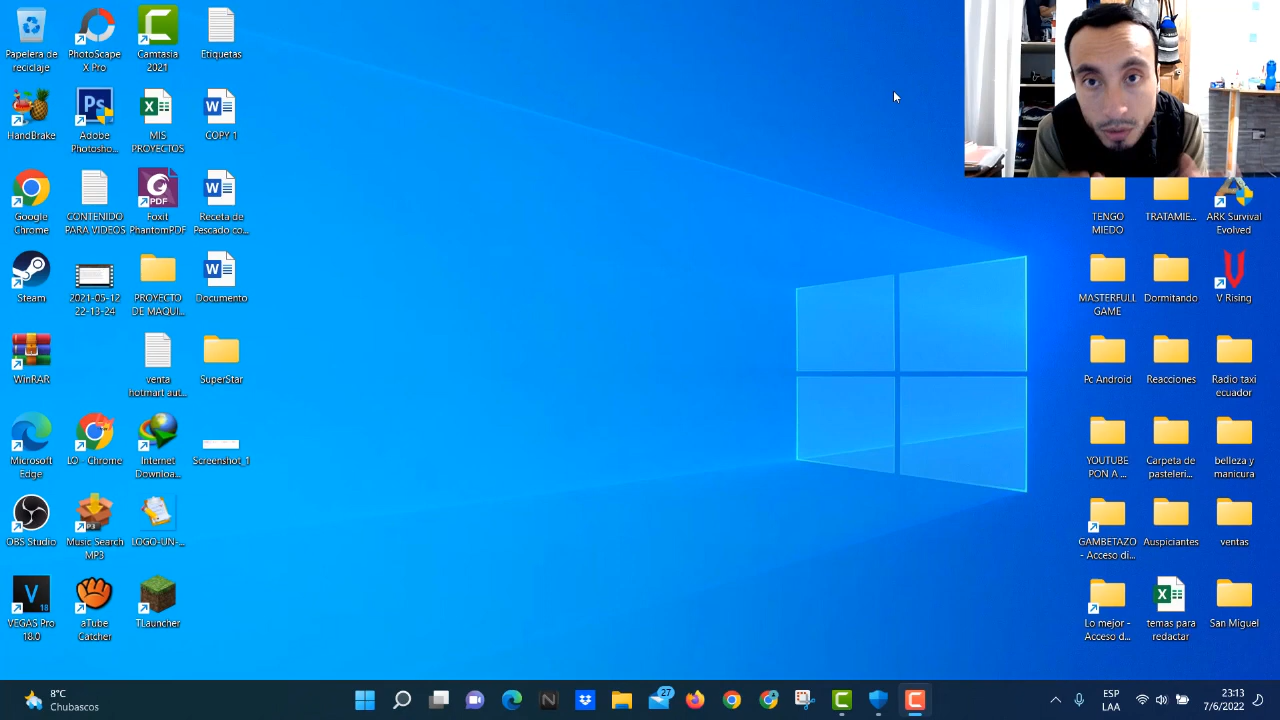 Papelera de
reciclaje
PhotoScape
X Pro
Camtasia
2021
Etiquetas
HandBrake
Adobe
Photosho...
MIS
PROYECTOS
COPY 1
Google
Chrome
CONTENIDO
PARA VIDEOS
Foxit
PhantomPDF
Receta de
Pescado co...
Steam
2021-05-12
22-13-24
PROYECTO
DE MAQUI...
Documento
WinRAR
venta
hotmart aut...
SuperStar
Microsoft
Edge
LO - Chrome
Internet
Downloa...
Screenshot_1
OBS Studio
Music Search
MP3
LOGO-UN-...
VEGAS Pro
18.0
aTube
Catcher
TLauncher
TENGO
MIEDO
TRATAMIE...
ARK Survival
Evolved
MASTERFULL
GAME
Dormitando
V Rising
Pc Android
Reacciones
Radio taxi
ecuador
YOUTUBE
PON A ...
Carpeta de
pasteleri...
belleza y
manicura
GAMBETAZO
- Acceso di...
Auspiciantes
ventas
Lo mejor -
Acceso d...
temas para
redactar
San Miguel
8°C
Chubascos
27
ESP
LAA
23:13
7/6/2022